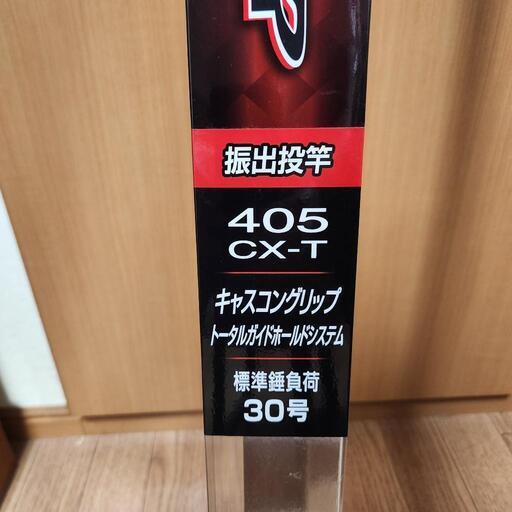 振出投竿
405
CX-T
キャスコングリップ
トータルガイドホールドシステム
標準錘負荷
30号